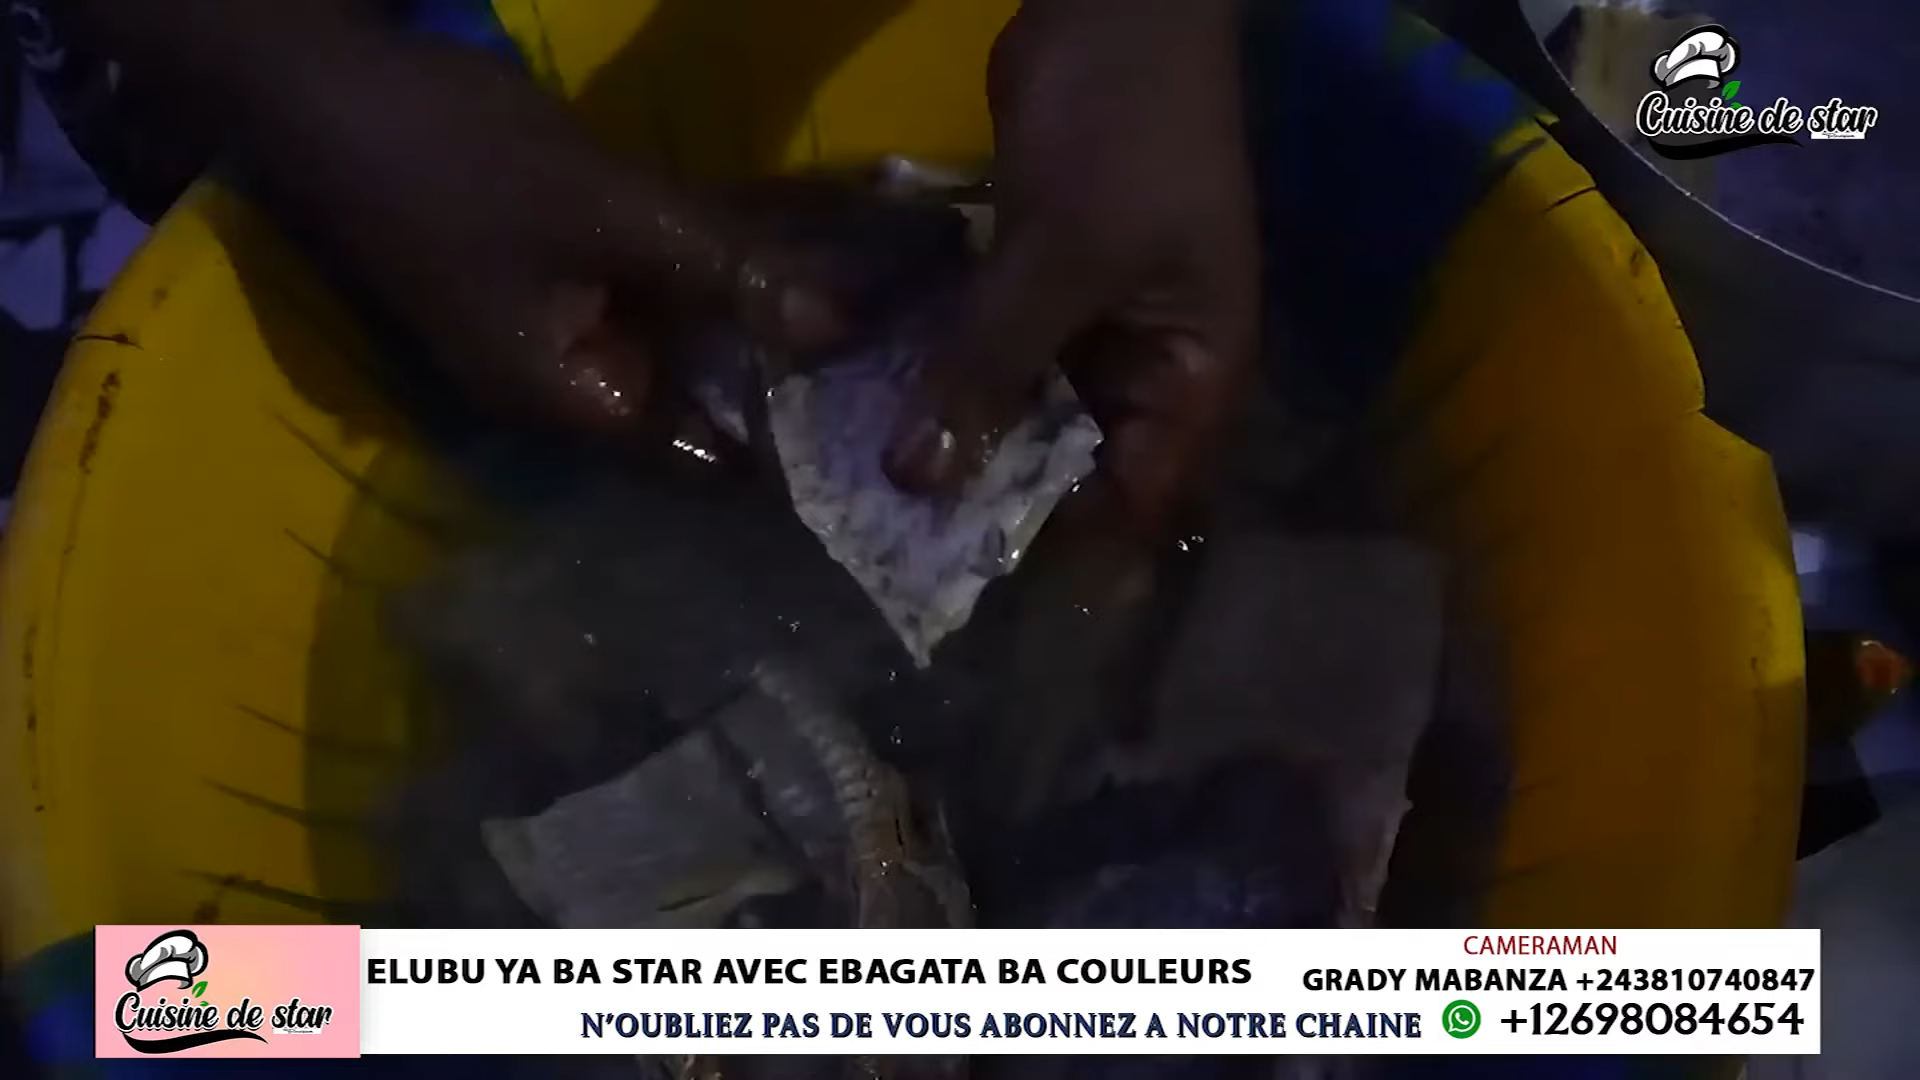 Cuisine de star
Cuisine de star
ELUBU YA BA STAR AVEC EBAGATA BA COULEURS
CAMERAMAN
GRADY MABANZA +243810740847
N'OUBLIEZ PAS DE VOUS ABONNEZ A NOTRE CHAINE
+12698084654